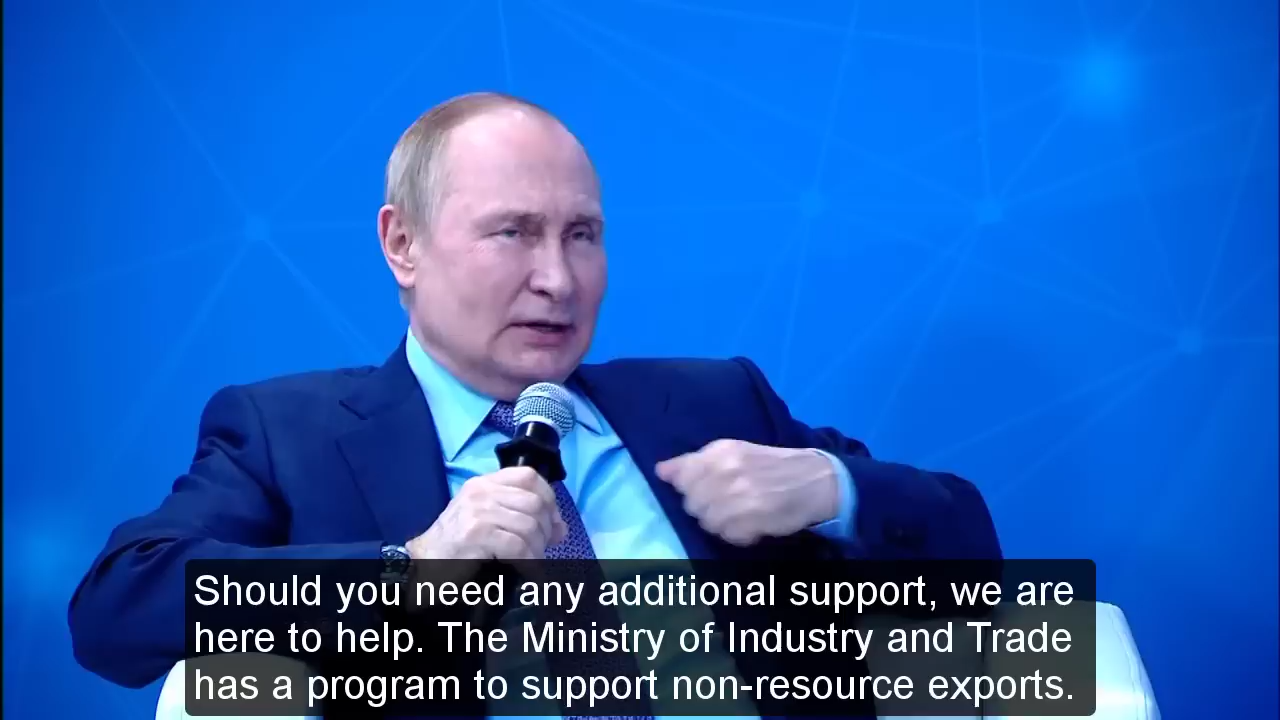 Should you need any additional support, we are
here to help. The Ministry of Industry and Trade
has a program to support non-resource exports.